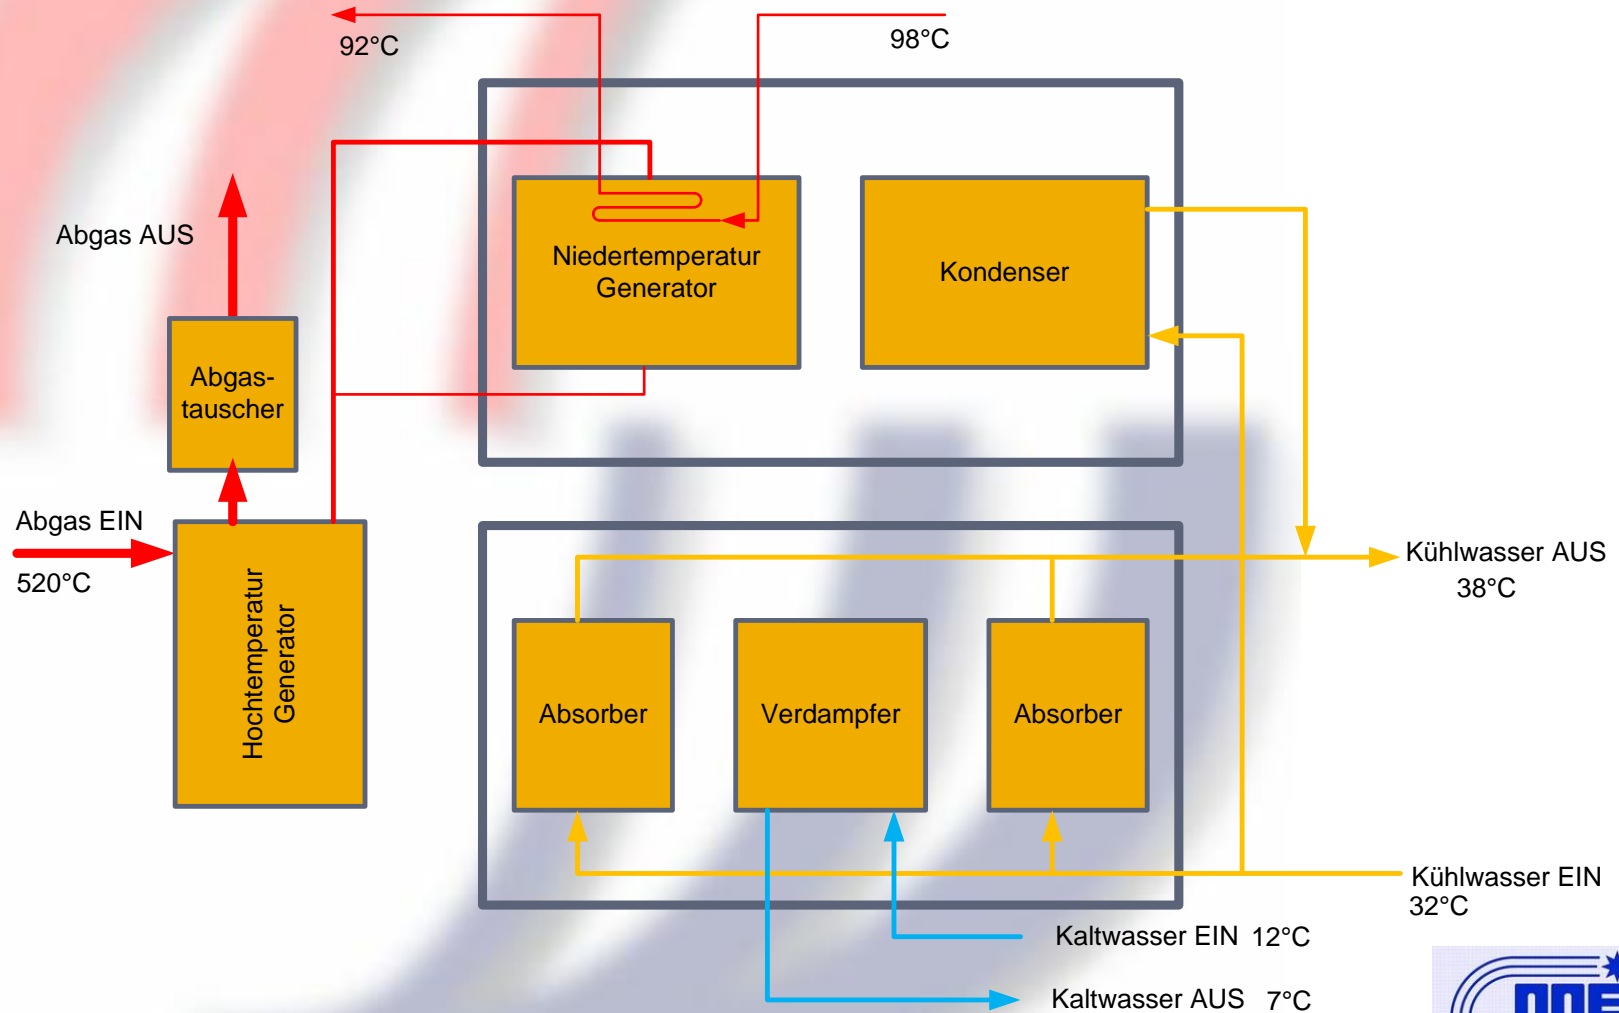 92°C
98°C
Abgas AUS
Niedertemperatur
Generator
Kondenser
Abgas-
tauscher
Abgas EIN
520°C
Hochtemperatur
Generator
Kühlwasser AUS
38°C
Absorber
Verdampfer
Absorber
Kühlwasser EIN
32°C
Kaltwasser EIN 12°C
Kaltwasser AUS 7°C